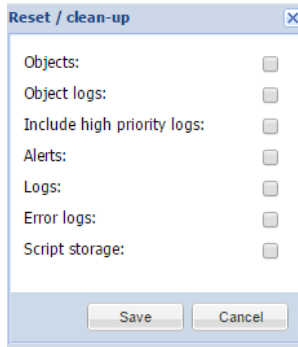 Reset / clean-up
Objects:
Object logs:
Include high priority logs:
Alerts:
Logs:
Error logs:
Script storage:
Save Cancel